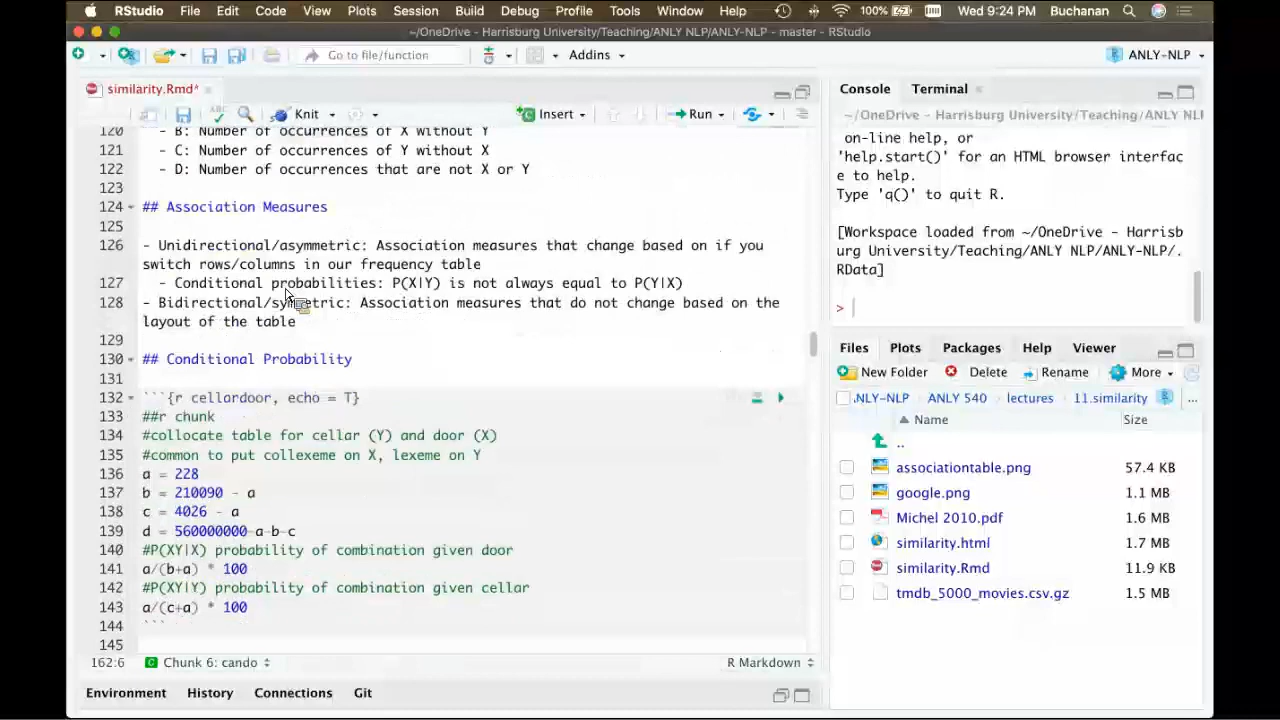 RStudio File Edit Code View Plots Session Build Debug Profile Tools Window Help 100% Wed 9:24 PM Buchanan
~/OneDrive - Harrisburg University/Teaching/ANLY NLP/ANLY-NLP - master - RStudio
Go to file/function Addins ANLY-NLP
similarity.Rmd*
Knit Insert Run
120 - B: Number of occurrences of X without Y
121 - C: Number of occurrences of Y without X
122 - D: Number of occurrences that are not X or Y
123
124 ## Association Measures
125
126 - Unidirectional/asymmetric: Association measures that change based on if you
switch rows/columns in our frequency table
127 - Conditional probabilities: P(X|Y) is not always equal to P(Y|X)
128 - Bidirectional/symmetric: Association measures that do not change based on the
layout of the table
129
130 ## Conditional Probability
131
132 ```{r cellardoor, echo = T}
133 ##r chunk
134 #collocate table for cellar (Y) and door (X)
135 #common to put collexeme on X, lexeme on Y
136 a = 228
137 b = 210090 - a
138 c = 4026 - a
139 d = 560000000-a-b-c
140 #P(XY|X) probability of combination given door
141 a/(b+a) * 100
142 #P(XY|Y) probability of combination given cellar
143 a/(c+a) * 100
144 ```
145
162:6 Chunk 6: cando R Markdown
Environment History Connections Git
Console Terminal
~/OneDrive - Harrisburg University/Teaching/ANLY NLP/ANLY-NL
on-line help, or
'help.start()' for an HTML browser interfac
e to help.
Type 'q()' to quit R.
[Workspace loaded from ~/OneDrive - Harrisb
urg University/Teaching/ANLY NLP/ANLY-NLP/.
RData]
>
Files Plots Packages Help Viewer
New Folder Delete Rename More
.NLY-NLP ANLY 540 lectures 11.similarity ...
Name Size
..
associationtable.png 57.4 KB
google.png 1.1 MB
Michel 2010.pdf 1.6 MB
similarity.html 1.7 MB
similarity.Rmd 11.9 KB
tmdb_5000_movies.csv.gz 1.5 MB